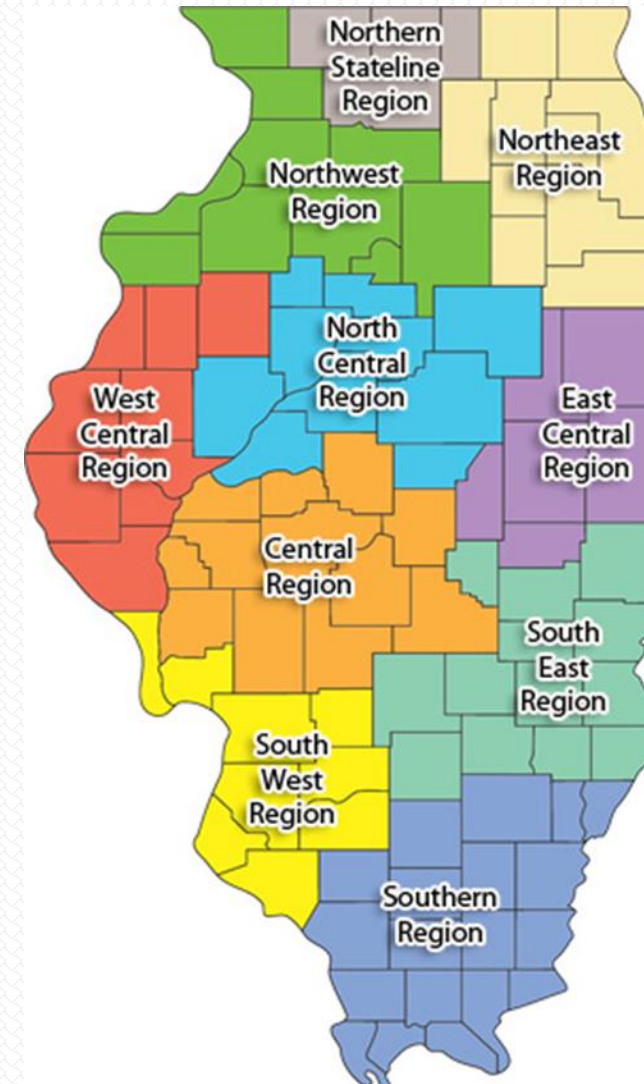 Northern
Stateline
Region
Northeast
Region
Northwest
Region
North
Central
Region
West
Central
Region
East
Central
Region
Central
Region
South
East
Region
South
West
Region
Southern
Region